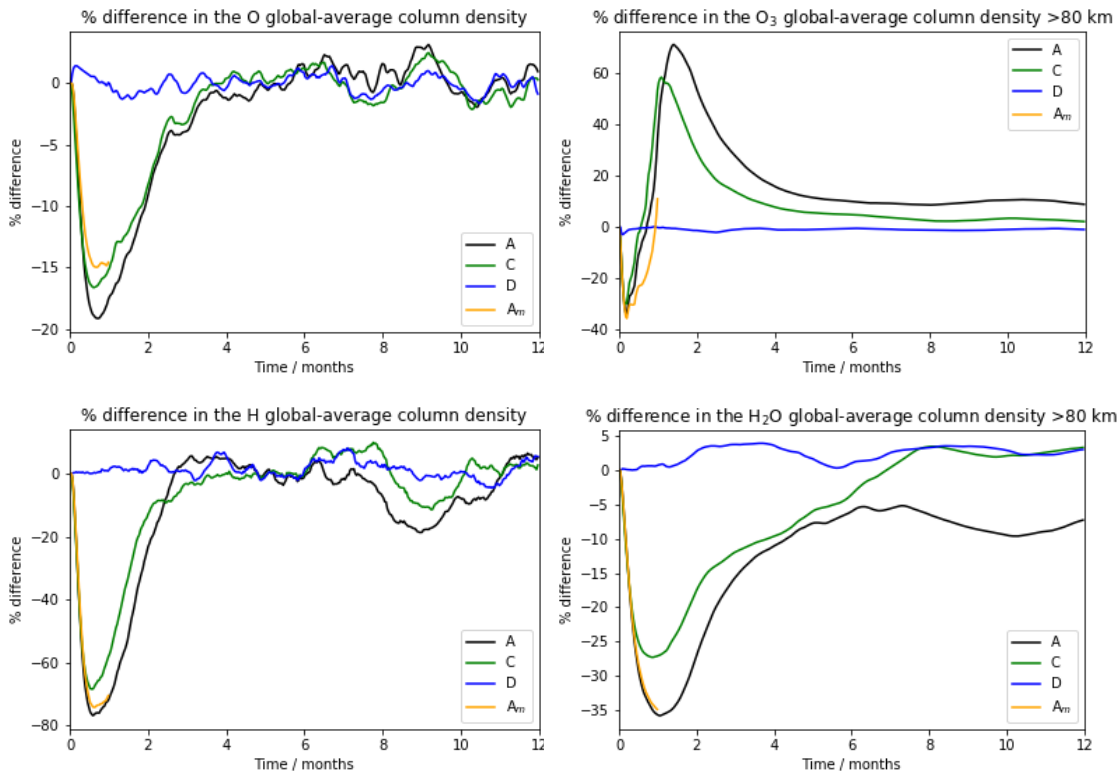 % difference in the O global-average column density
% difference
0
−5
−10
−15
−20
0
2
4
6
8
10
12
Time / months
A
C
D
Aₘ
% difference in the O₃ global-average column density >80 km
% difference
60
40
20
0
−20
−40
0
2
4
6
8
10
12
Time / months
A
C
D
Aₘ
% difference in the H global-average column density
% difference
0
−20
−40
−60
−80
0
2
4
6
8
10
12
Time / months
A
C
D
Aₘ
% difference in the H₂O global-average column density >80 km
% difference
5
0
−5
−10
−15
−20
−25
−30
−35
0
2
4
6
8
10
12
Time / months
A
C
D
Aₘ